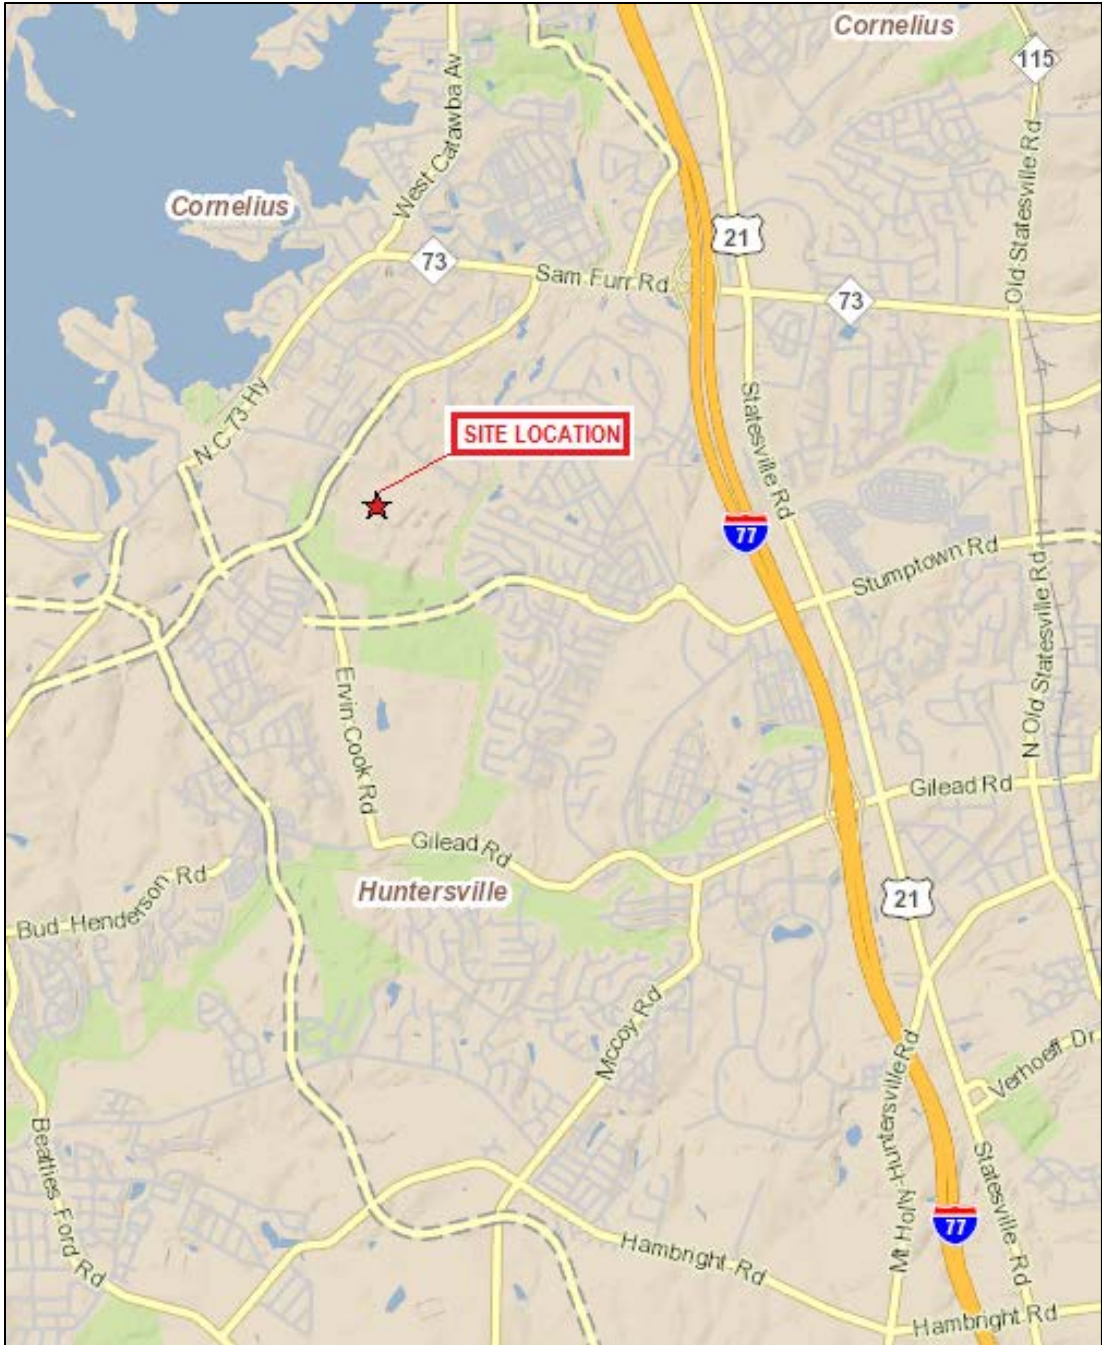 Cornelius
115
West Catawba Av
Old Statesville Rd
Cornelius
21
73
Sam Furr Rd
73
N C 73 Hy
Statesville Rd
SITE LOCATION
77
Stumptown Rd
N Old Statesville Rd
Ervin Cook Rd
Gilead Rd
Gilead Rd
Bud Henderson Rd
Huntersville
21
Mccoy Rd
Verhoeff Dr
Mt Holly-Huntersville Rd
Beatties Ford Rd
Statesville Rd
77
Hambright Rd
Hambright Rd